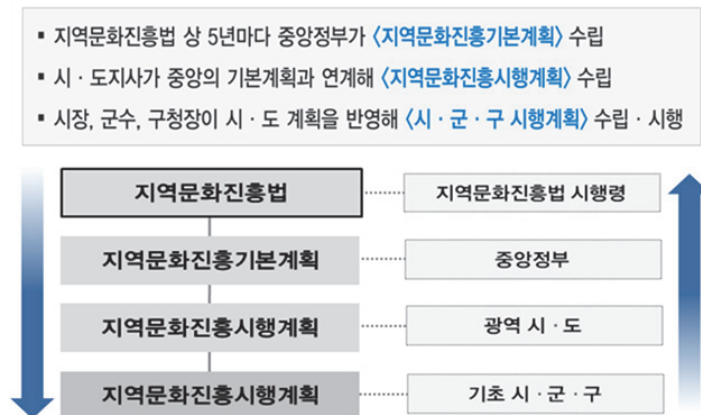 ▪ 지역문화진흥법 상 5년마다 중앙정부가 〈지역문화진흥기본계획〉 수립
▪ 시·도지사가 중앙의 기본계획과 연계해 〈지역문화진흥시행계획〉 수립
▪ 시장, 군수, 구청장이 시·도 계획을 반영해 〈시·군·구 시행계획〉 수립·시행
지역문화진흥법 지역문화진흥법 시행령
지역문화진흥기본계획 중앙정부
지역문화진흥시행계획 광역 시·도
지역문화진흥시행계획 기초 시·군·구